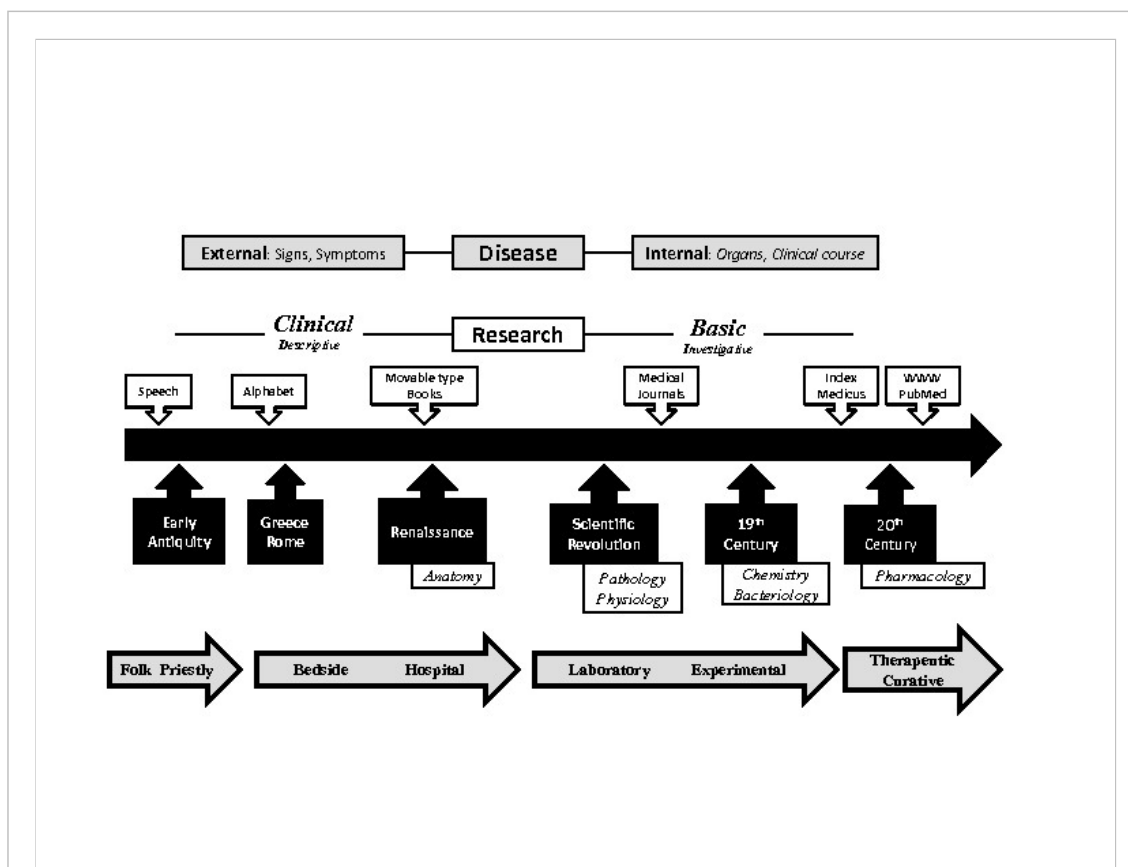 External: Signs, Symptoms
Disease
Internal: Organs, Clinical course
Clinical
Descriptive
Research
Basic
Investigative
Speech
Alphabet
Movable type
Books
Medical
Journals
Index
Medicus
WWW
PubMed
Early
Antiquity
Greece
Rome
Renaissance
Anatomy
Scientific
Revolution
Pathology
Physiology
19th
Century
Chemistry
Bacteriology
20th
Century
Pharmacology
Folk Priestly
Bedside Hospital
Laboratory Experimental
Therapeutic
Curative